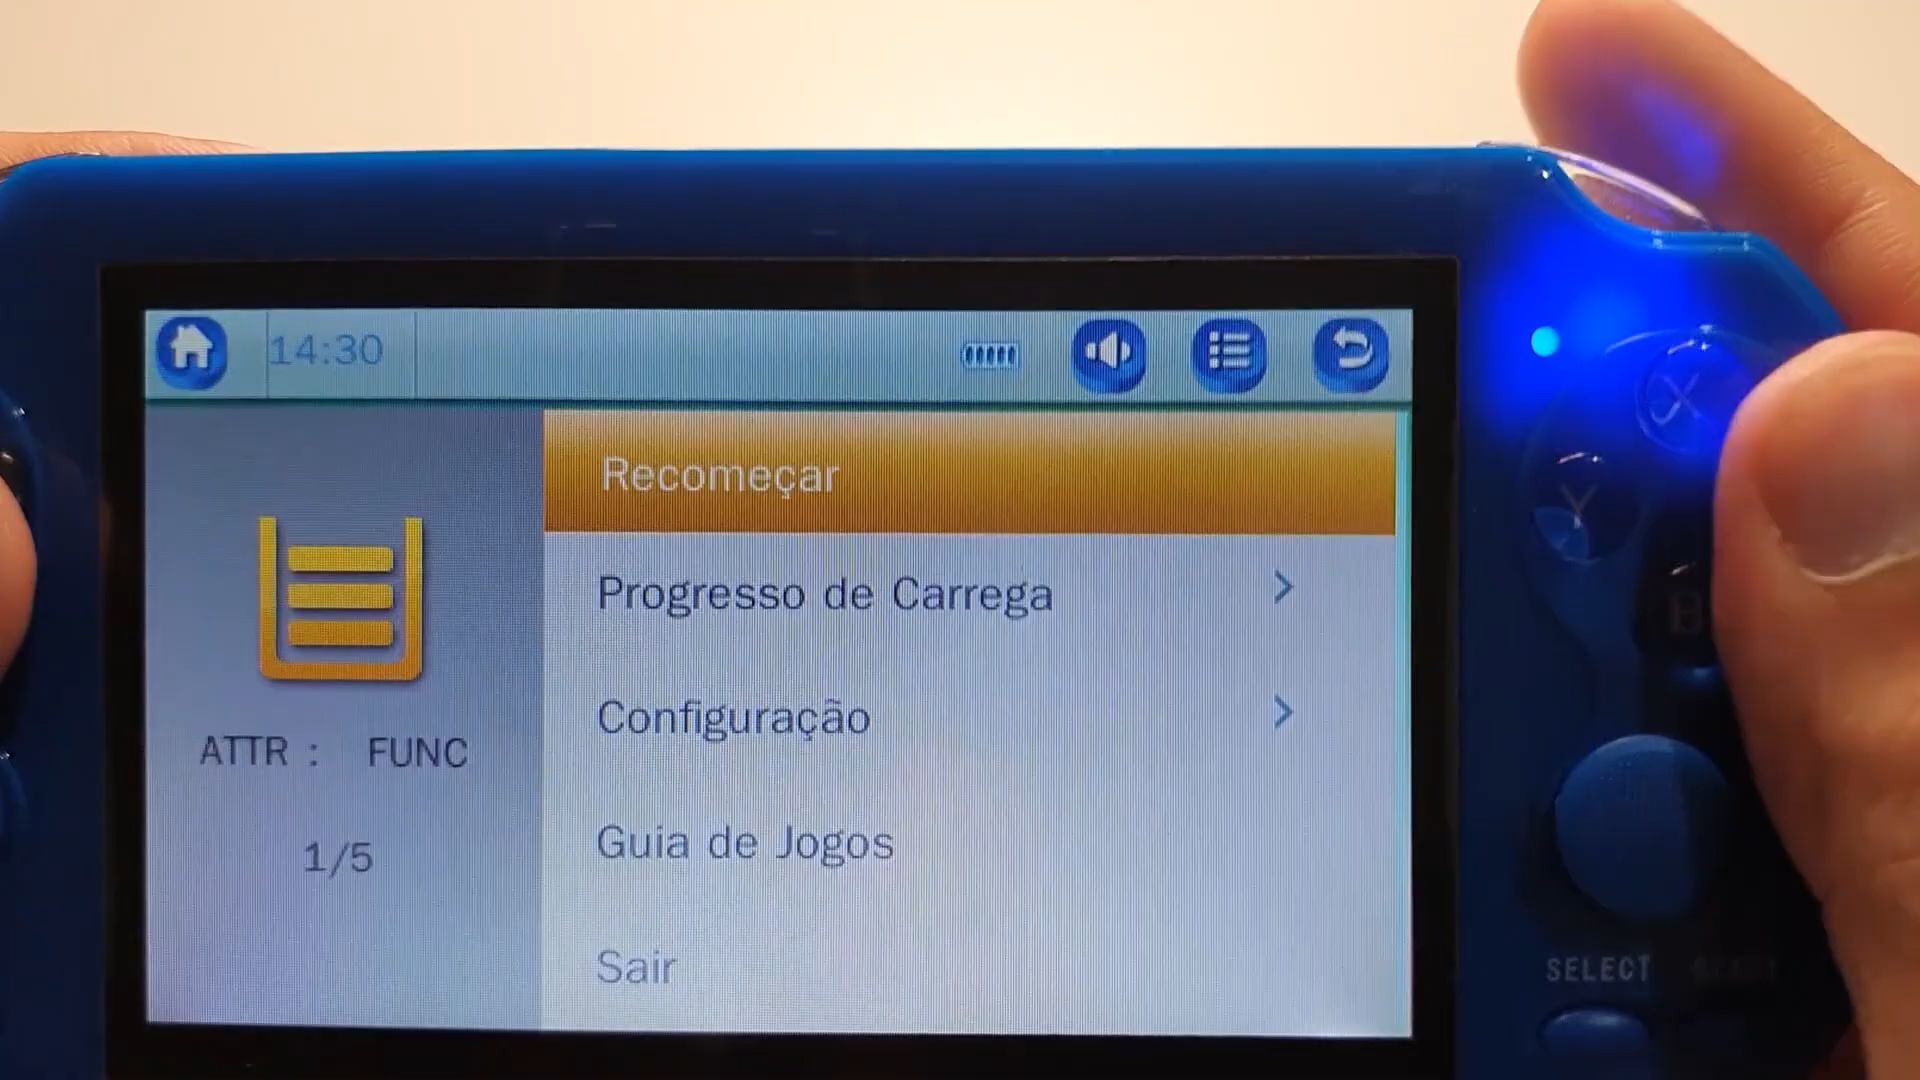 14:30
Recomeçar
Progresso de Carrega
Configuração
Guia de Jogos
Sair
ATTR : FUNC
1/5
X
Y
B
SELECT